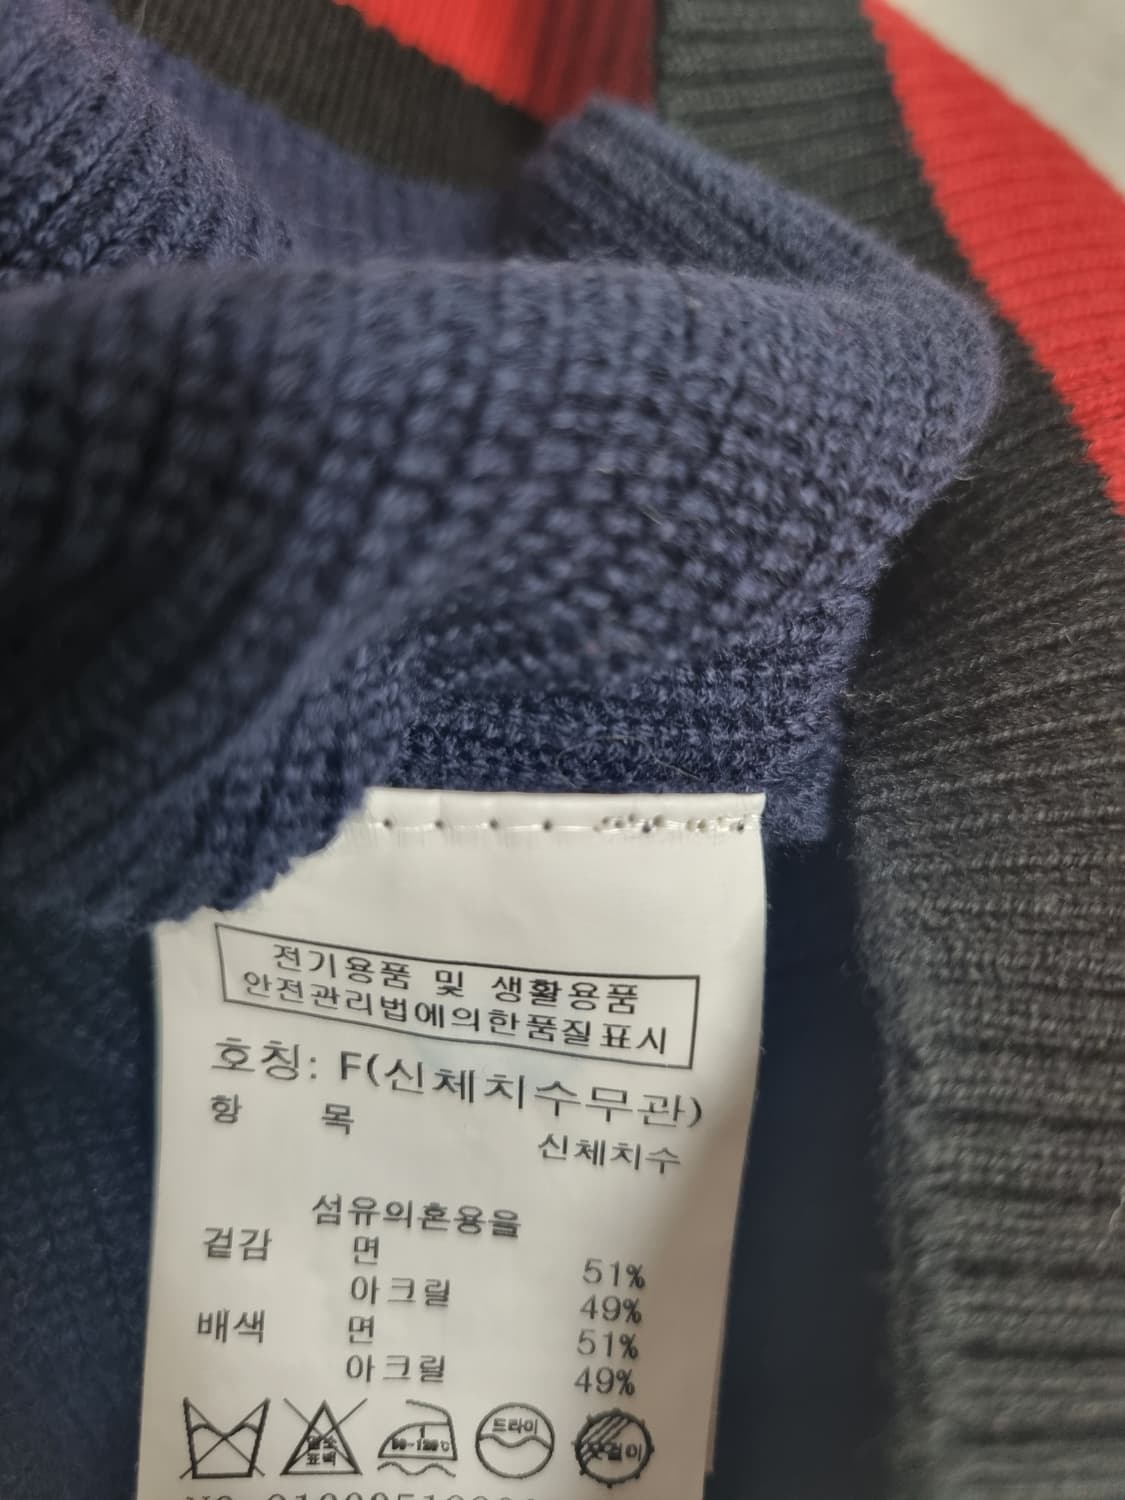 전기용품 및 생활용품
안전관리법에의한품질표시
호칭: F(신체치수무관)
항 목
신체치수
섬유의혼용율
겉감 면 51%
아크릴 49%
배색 면 51%
아크릴 49%
드라이
옷걸이